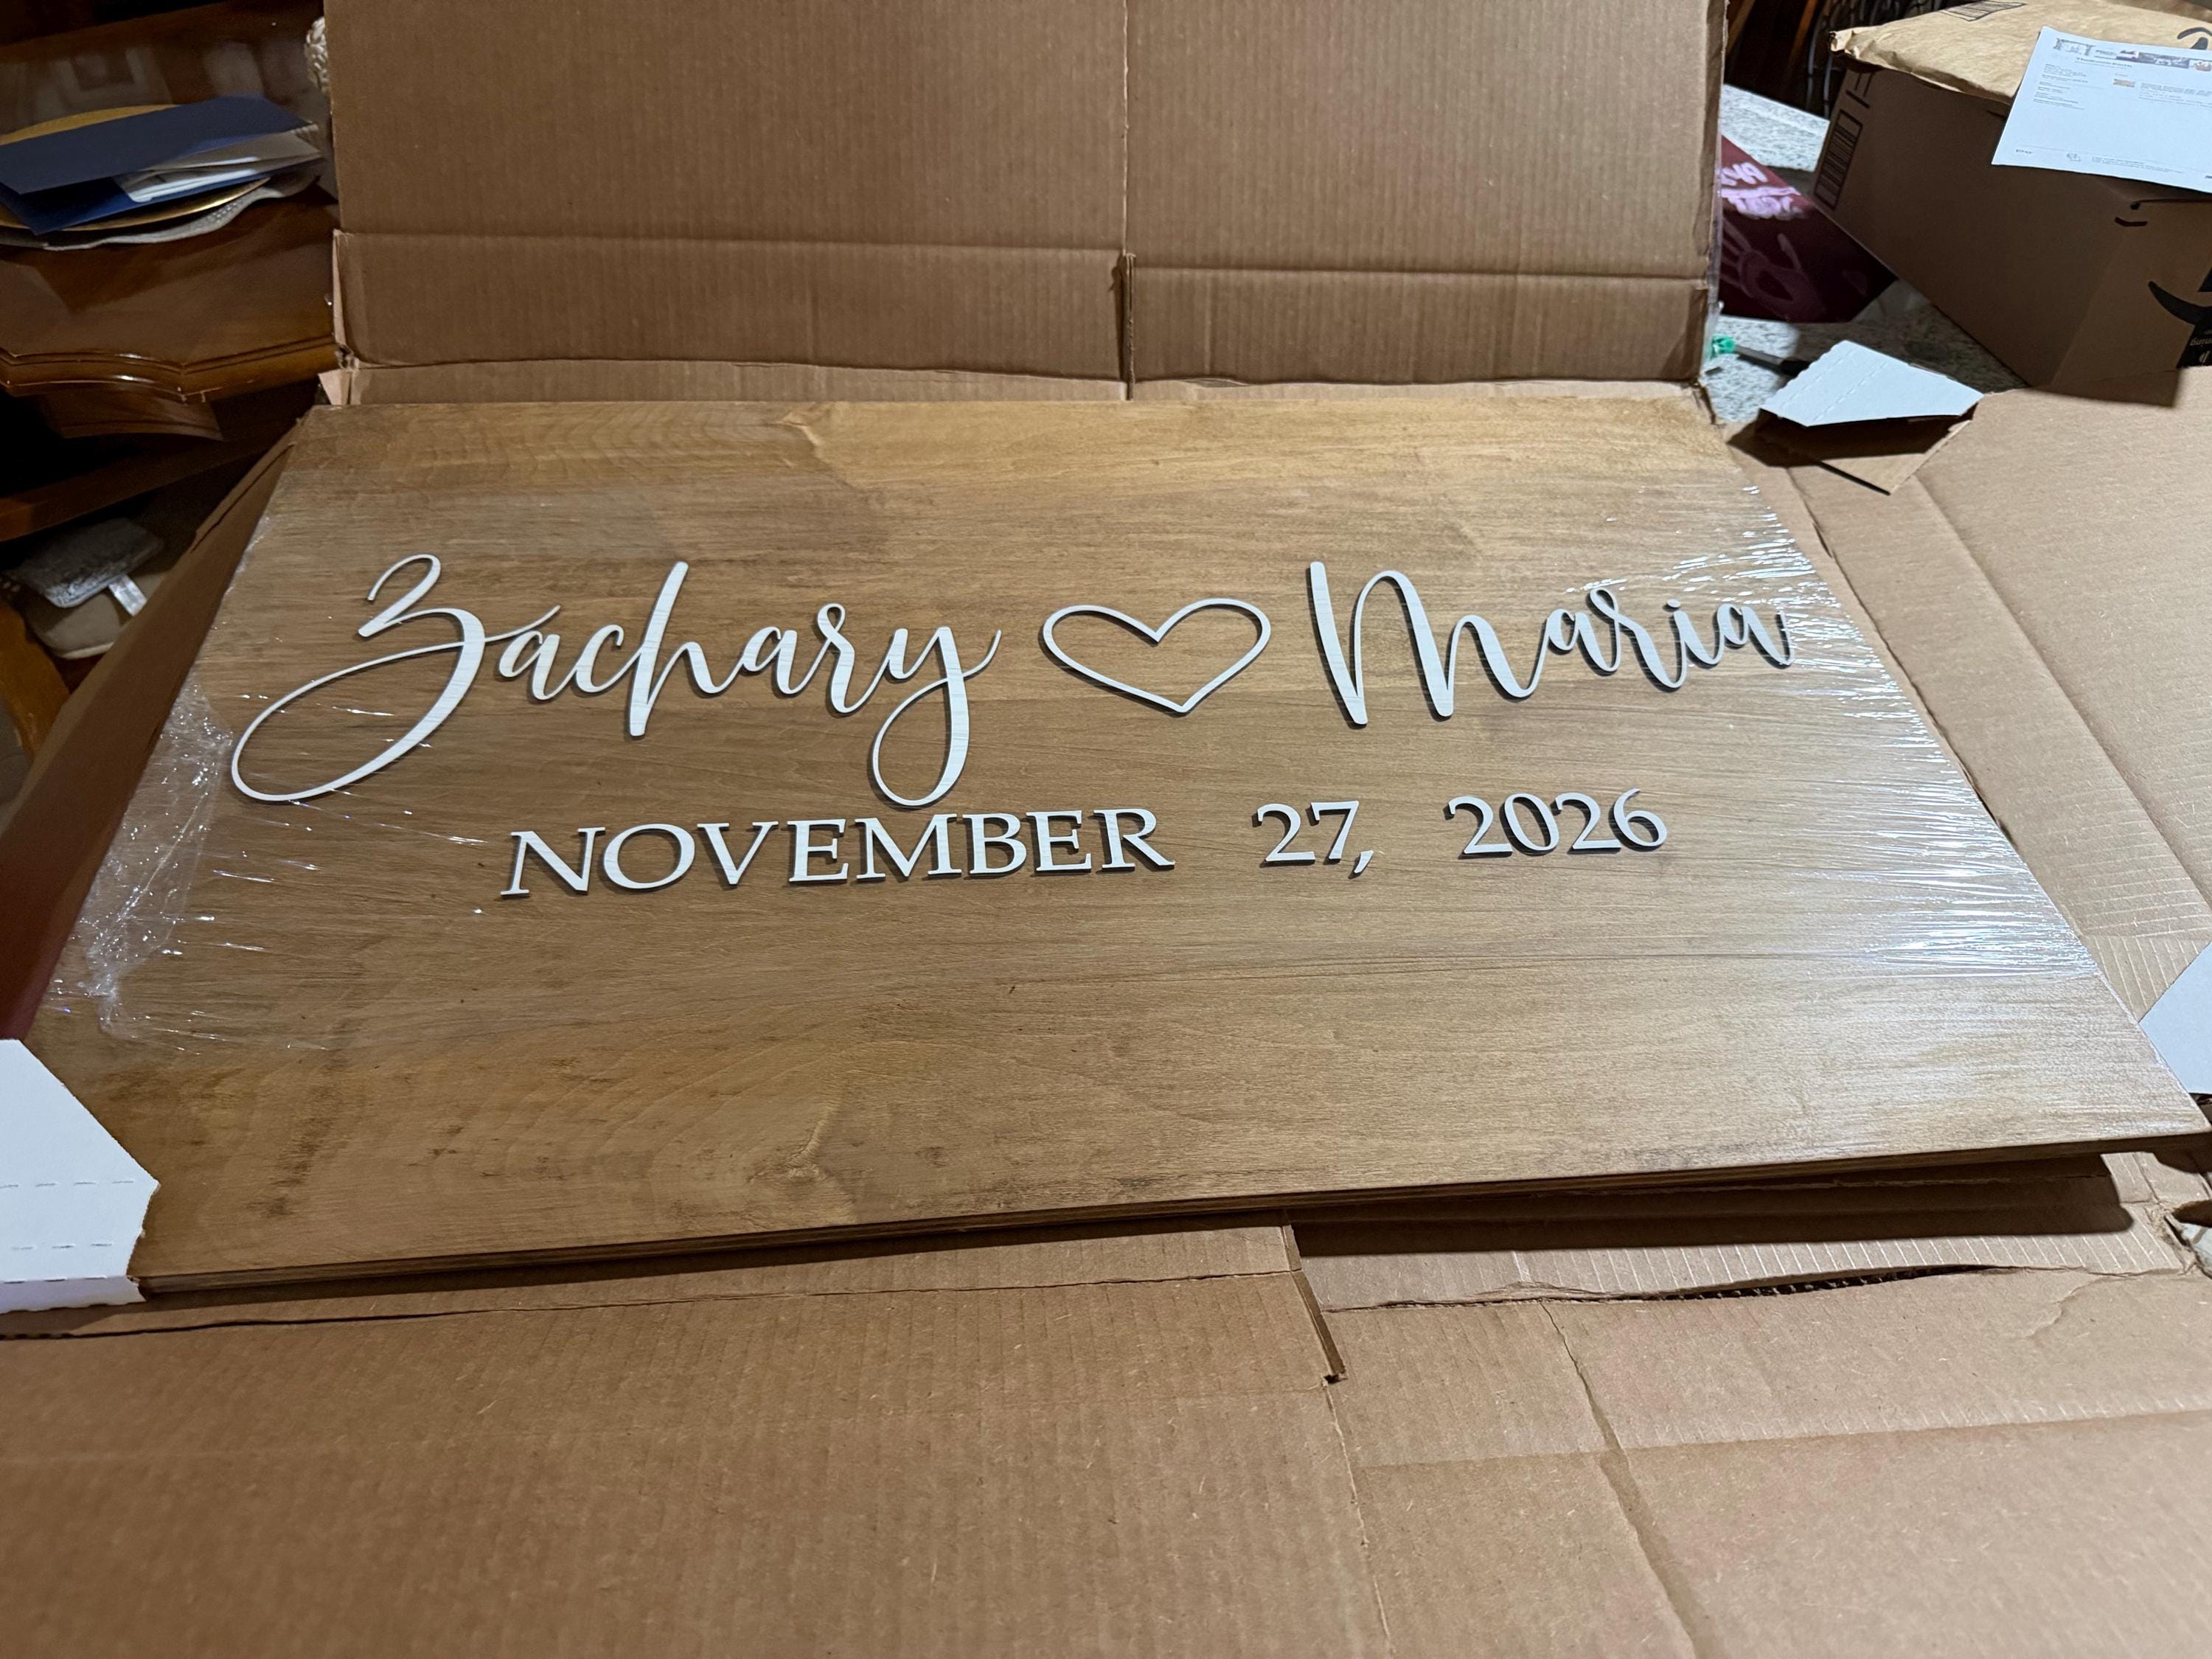 Zachary Maria
NOVEMBER 27, 2026